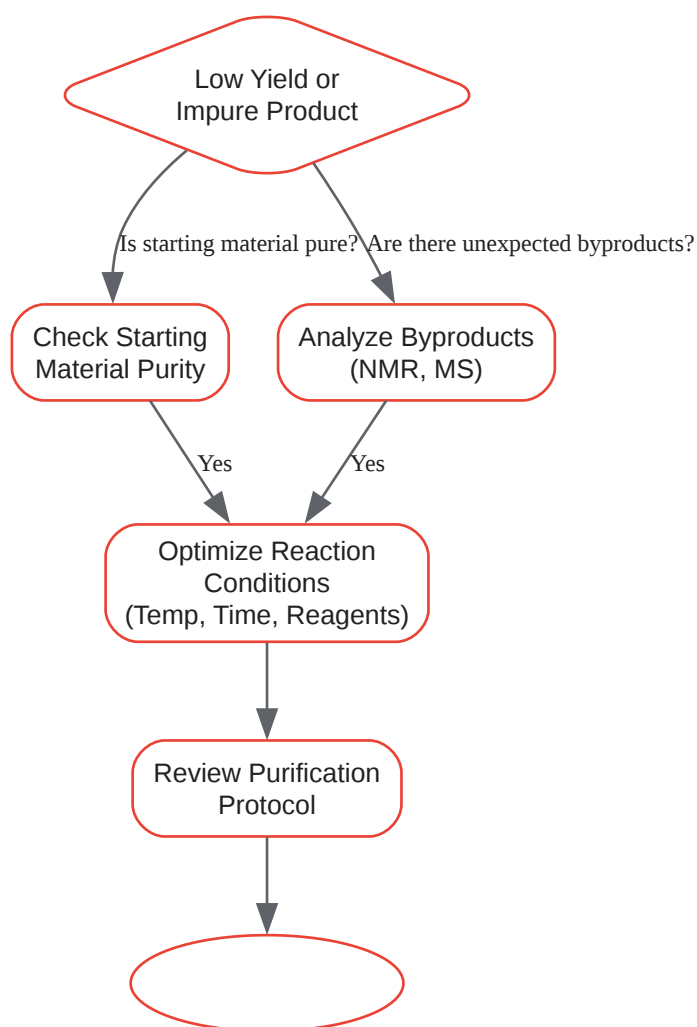 Low Yield or
Impure Product
Is starting material pure?
Are there unexpected byproducts?
Check Starting
Material Purity
Analyze Byproducts
(NMR, MS)
Yes
Yes
Optimize Reaction
Conditions
(Temp, Time, Reagents)
Review Purification
Protocol